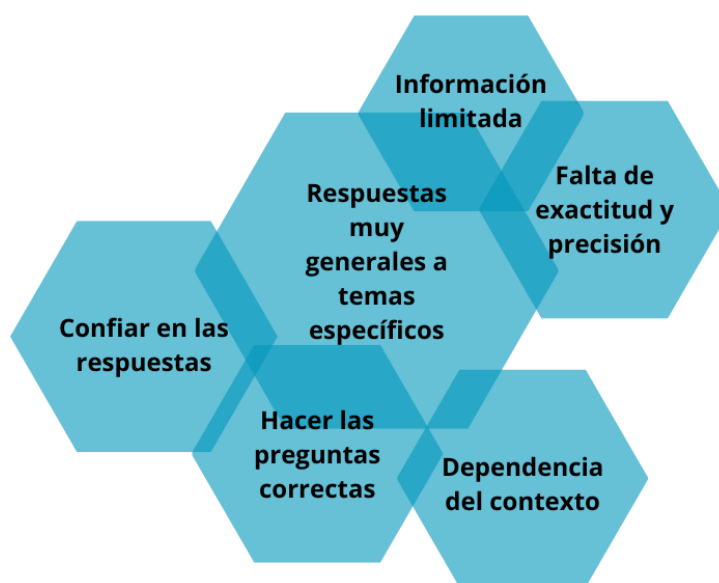 Información
limitada
Falta de
exactitud y
precisión
Respuestas
muy
generales a
temas
específicos
Confiar en las
respuestas
Hacer las
preguntas
correctas
Dependencia
del contexto